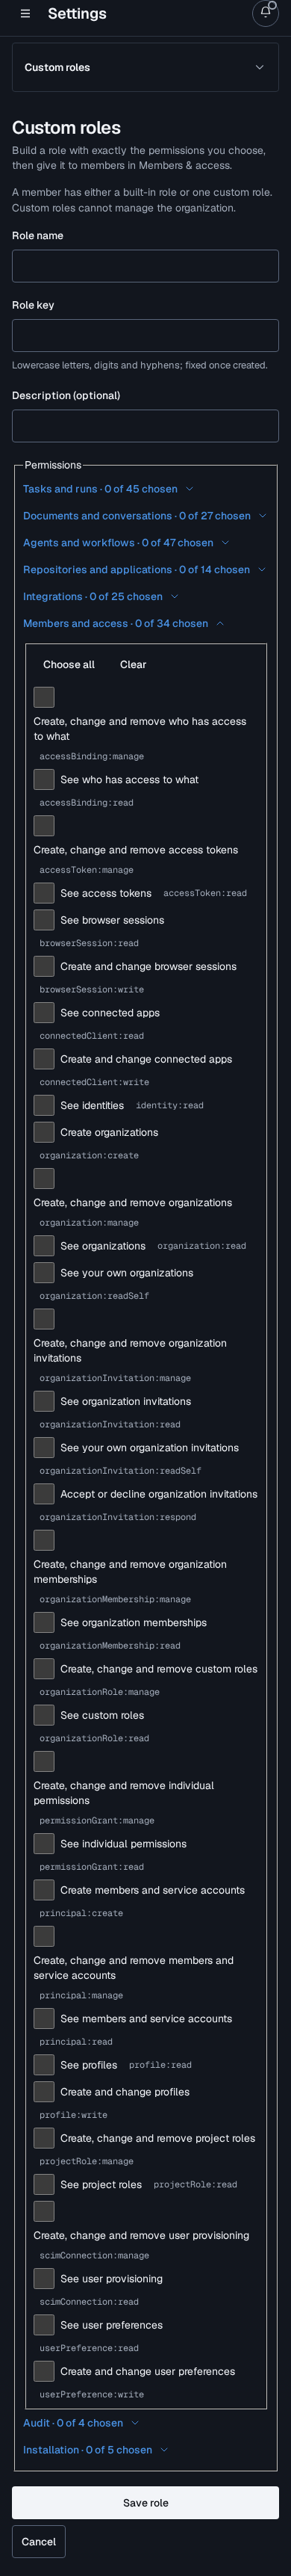 Settings
Custom roles
Custom roles
Build a role with exactly the permissions you choose,
then give it to members in Members & access.
A member has either a built-in role or one custom role.
Custom roles cannot manage the organization.
Role name
Role key
Lowercase letters, digits and hyphens; fixed once created.
Description (optional)
Permissions
Tasks and runs · 0 of 45 chosen
Documents and conversations · 0 of 27 chosen
Agents and workflows · 0 of 47 chosen
Repositories and applications · 0 of 14 chosen
Integrations · 0 of 25 chosen
Members and access · 0 of 34 chosen
Choose all Clear
Create, change and remove who has access
to what
accessBinding:manage
See who has access to what
accessBinding:read
Create, change and remove access tokens
accessToken:manage
See access tokens accessToken:read
See browser sessions
browserSession:read
Create and change browser sessions
browserSession:write
See connected apps
connectedClient:read
Create and change connected apps
connectedClient:write
See identities identity:read
Create organizations
organization:create
Create, change and remove organizations
organization:manage
See organizations organization:read
See your own organizations
organization:readSelf
Create, change and remove organization
invitations
organizationInvitation:manage
See organization invitations
organizationInvitation:read
See your own organization invitations
organizationInvitation:readSelf
Accept or decline organization invitations
organizationInvitation:respond
Create, change and remove organization
memberships
organizationMembership:manage
See organization memberships
organizationMembership:read
Create, change and remove custom roles
organizationRole:manage
See custom roles
organizationRole:read
Create, change and remove individual
permissions
permissionGrant:manage
See individual permissions
permissionGrant:read
Create members and service accounts
principal:create
Create, change and remove members and
service accounts
principal:manage
See members and service accounts
principal:read
See profiles profile:read
Create and change profiles
profile:write
Create, change and remove project roles
projectRole:manage
See project roles projectRole:read
Create, change and remove user provisioning
scimConnection:manage
See user provisioning
scimConnection:read
See user preferences
userPreference:read
Create and change user preferences
userPreference:write
Audit · 0 of 4 chosen
Installation · 0 of 5 chosen
Save role
Cancel